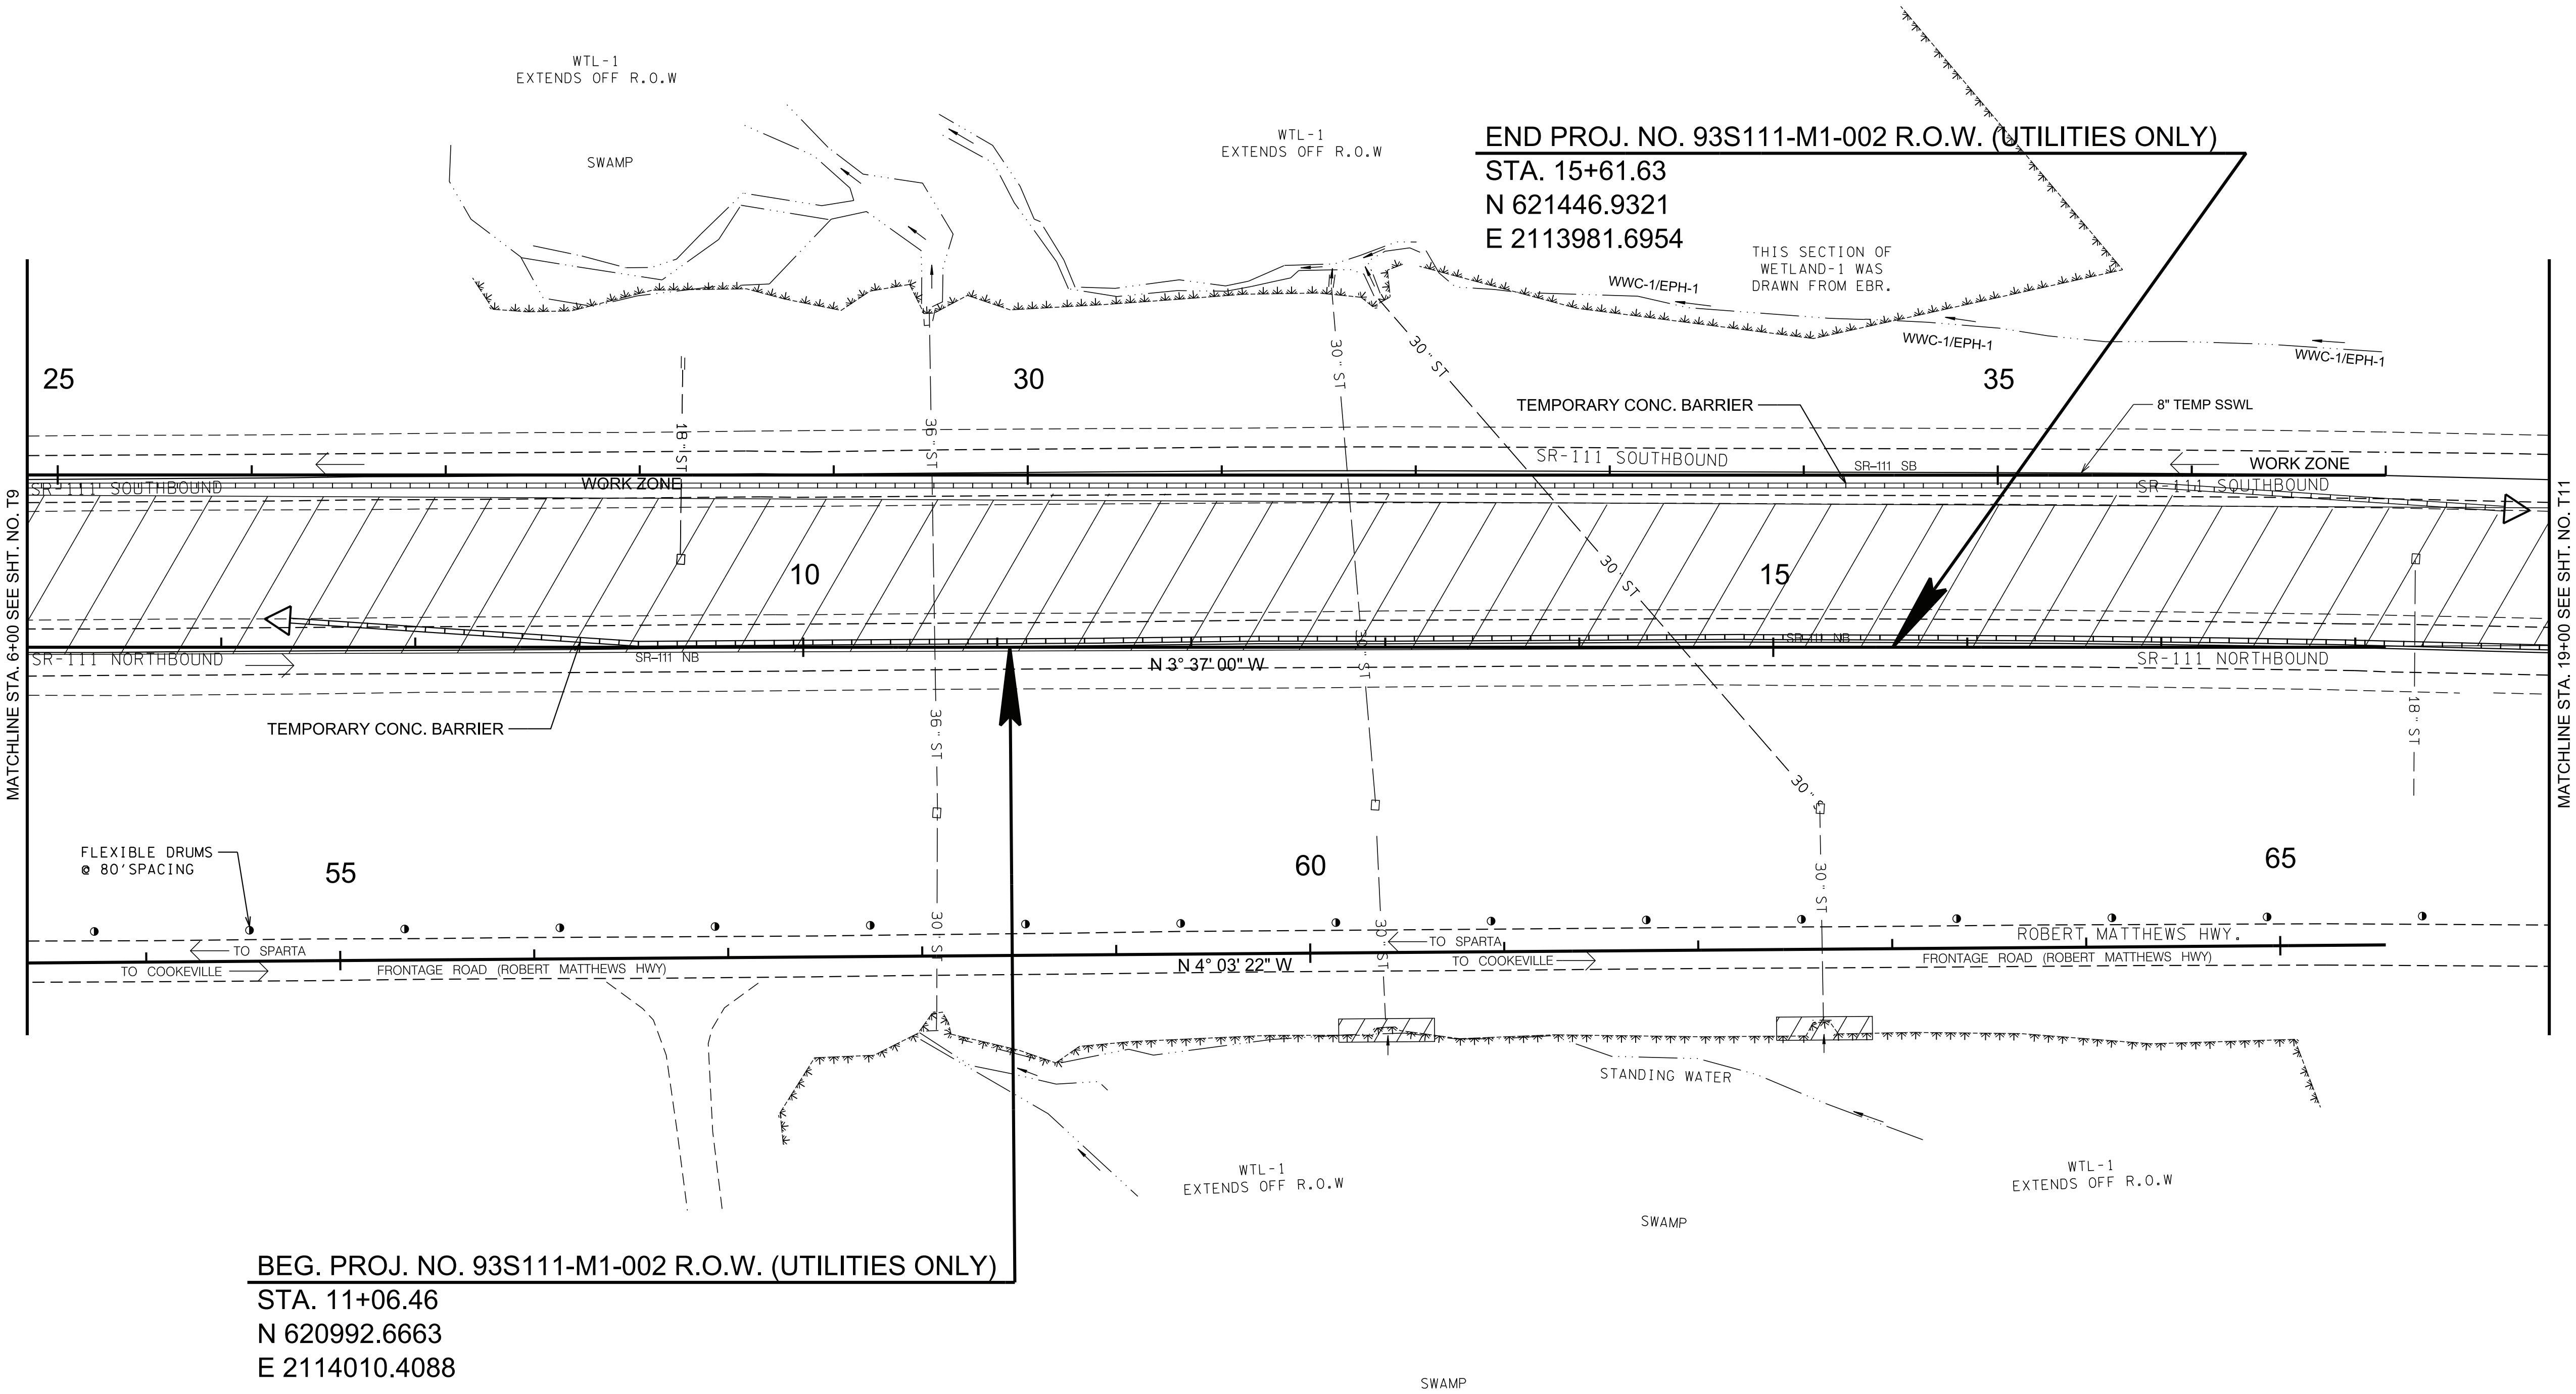 WTL-1
EXTENDS OFF R.O.W
SWAMP
WTL-1
EXTENDS OFF R.O.W
END PROJ. NO. 93S111-M1-002 R.O.W. (UTILITIES ONLY)
STA. 15+61.63
N 621446.9321
E 2113981.6954
THIS SECTION OF
WETLAND-1 WAS
DRAWN FROM EBR.
WWC-1/EPH-1
WWC-1/EPH-1
WWC-1/EPH-1
25
30
35
30" ST
30" ST
TEMPORARY CONC. BARRIER
8" TEMP SSWL
18" ST
36" ST
SR-111 SOUTHBOUND
SR-111 SB
WORK ZONE
SR-111 SOUTHBOUND
WORK ZONE
SR-111 SOUTHBOUND
MATCHLINE STA. 6+00 SEE SHT. NO. T9
MATCHLINE STA. 19+00 SEE SHT. NO. T11
10
30" ST
15
SR-111 NORTHBOUND
SR-111 NB
N 3° 37' 00" W
30" ST
SR-111 NB
SR-111 NORTHBOUND
36" ST
18" ST
TEMPORARY CONC. BARRIER
30" S
FLEXIBLE DRUMS
@ 80' SPACING
55
60
65
30" ST
30" ST
30" ST
TO SPARTA
TO COOKEVILLE
FRONTAGE ROAD (ROBERT MATTHEWS HWY)
N 4° 03' 22" W
TO SPARTA
TO COOKEVILLE
ROBERT MATTHEWS HWY.
FRONTAGE ROAD (ROBERT MATTHEWS HWY)
STANDING WATER
WTL-1
EXTENDS OFF R.O.W
WTL-1
EXTENDS OFF R.O.W
SWAMP
BEG. PROJ. NO. 93S111-M1-002 R.O.W. (UTILITIES ONLY)
STA. 11+06.46
N 620992.6663
E 2114010.4088
SWAMP